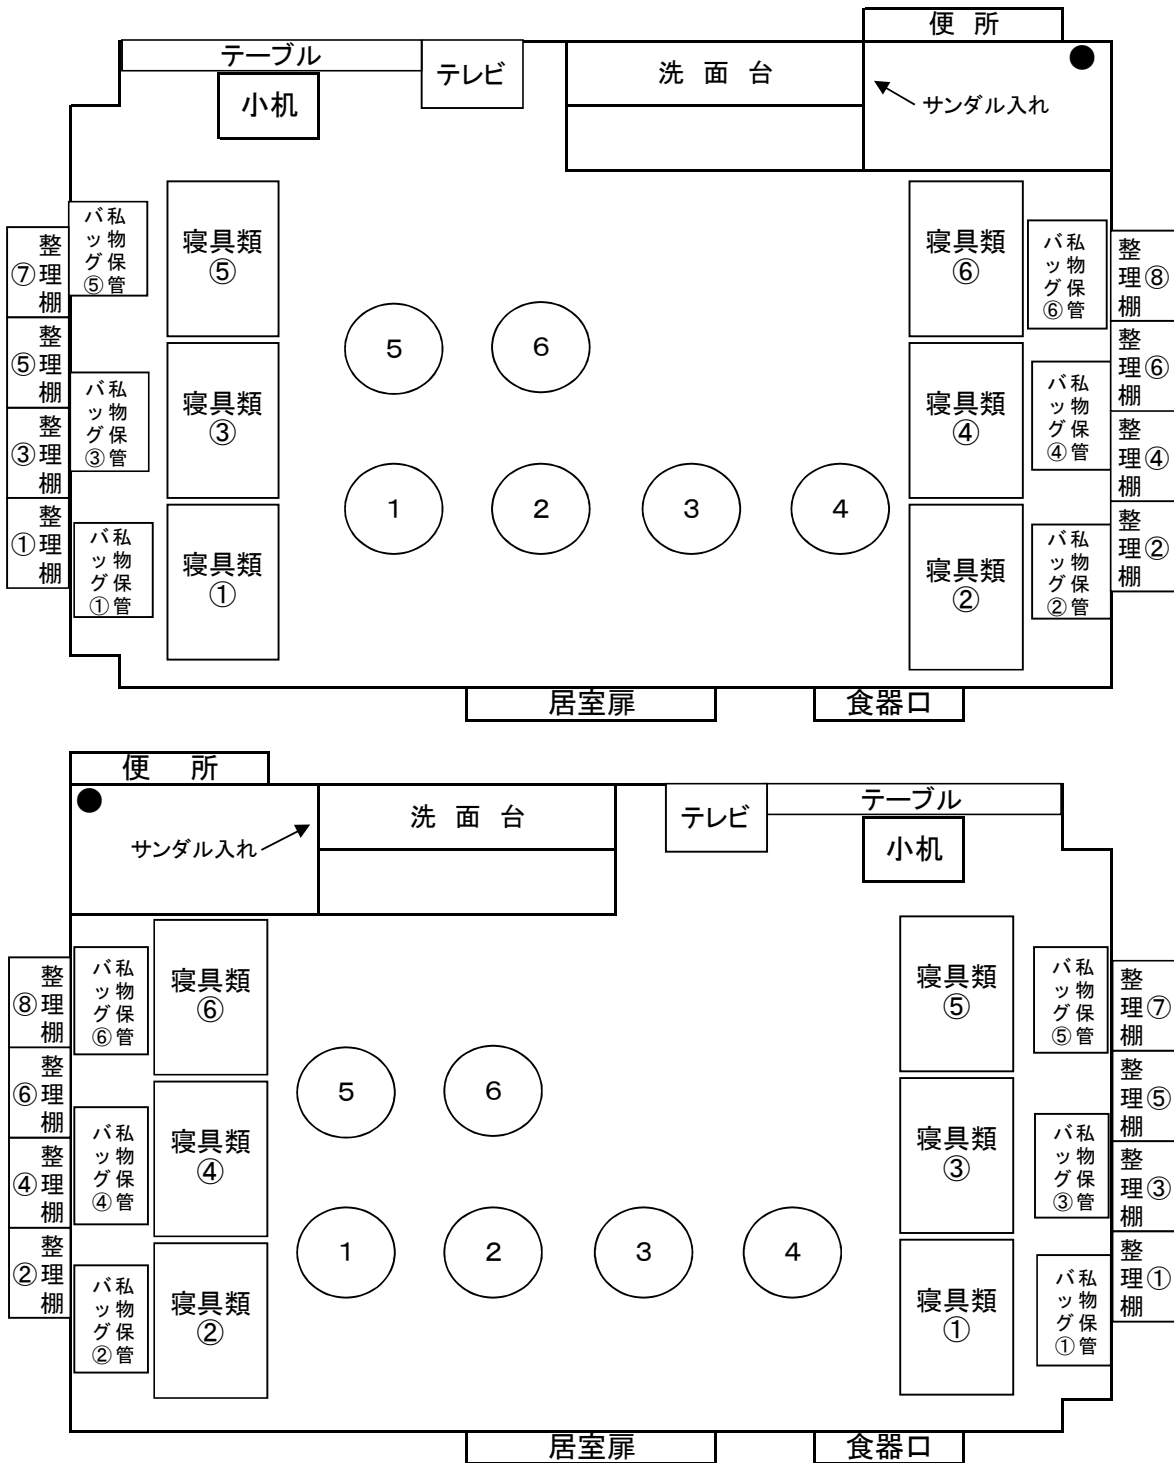 便 所
テーブル
テレビ
洗 面 台
小机
サンダル入れ
私物保管バッグ⑤
寝具類
⑤
寝具類
⑥
私物保管バッグ⑥
整理棚⑦
整理棚⑧
整理棚⑤
整理棚⑥
5
6
私物保管バッグ③
寝具類
③
寝具類
④
私物保管バッグ④
整理棚③
整理棚④
1
2
3
4
整理棚①
整理棚②
私物保管バッグ①
寝具類
①
寝具類
②
私物保管バッグ②
居室扉
食器口
便 所
洗 面 台
テレビ
テーブル
サンダル入れ
小机
私物保管バッグ⑥
寝具類
⑥
寝具類
⑤
私物保管バッグ⑤
整理棚⑧
整理棚⑦
整理棚⑥
整理棚⑤
5
6
私物保管バッグ④
寝具類
④
寝具類
③
私物保管バッグ③
整理棚④
整理棚③
1
2
3
4
整理棚②
整理棚①
私物保管バッグ②
寝具類
②
寝具類
①
私物保管バッグ①
居室扉
食器口